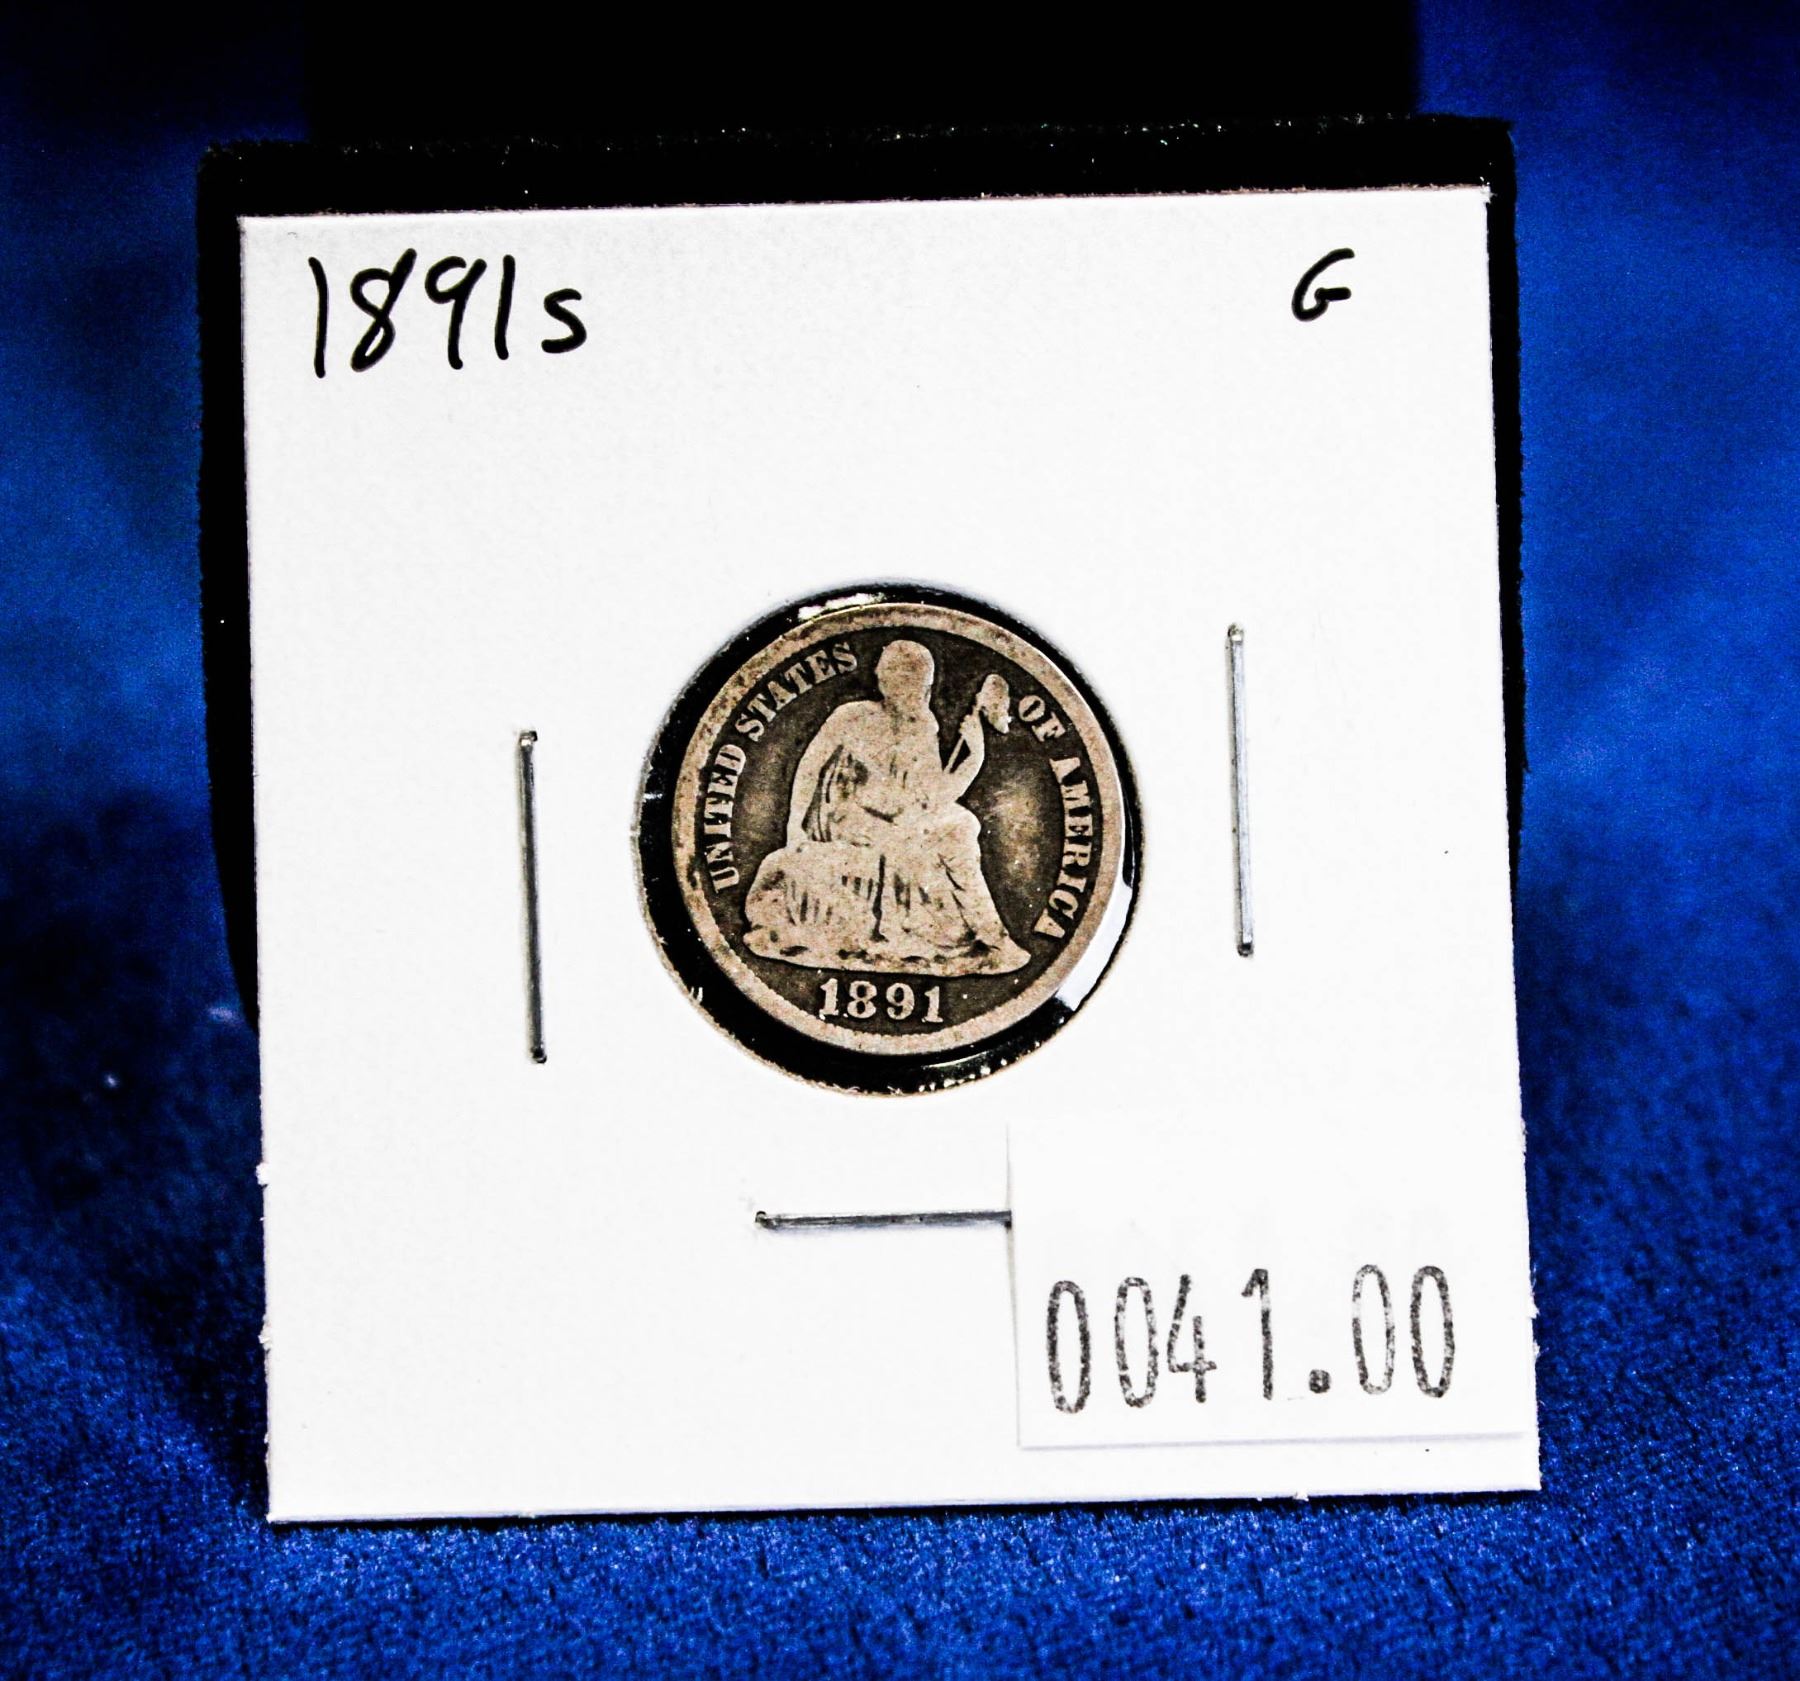 1891s G
UNITED STATES OF AMERICA
1891
0041.00